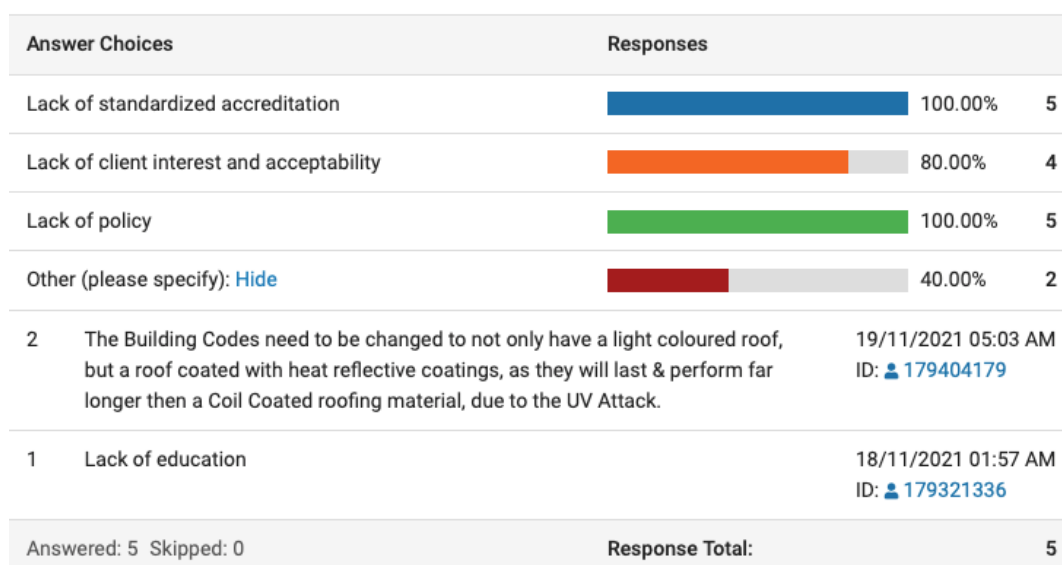 Answer Choices Responses
Lack of standardized accreditation 100.00% 5
Lack of client interest and acceptability 80.00% 4
Lack of policy 100.00% 5
Other (please specify): Hide 40.00% 2
2 The Building Codes need to be changed to not only have a light coloured roof, 19/11/2021 05:03 AM
but a roof coated with heat reflective coatings, as they will last & perform far ID: 179404179
longer then a Coil Coated roofing material, due to the UV Attack.
1 Lack of education 18/11/2021 01:57 AM
ID: 179321336
Answered: 5 Skipped: 0 Response Total: 5